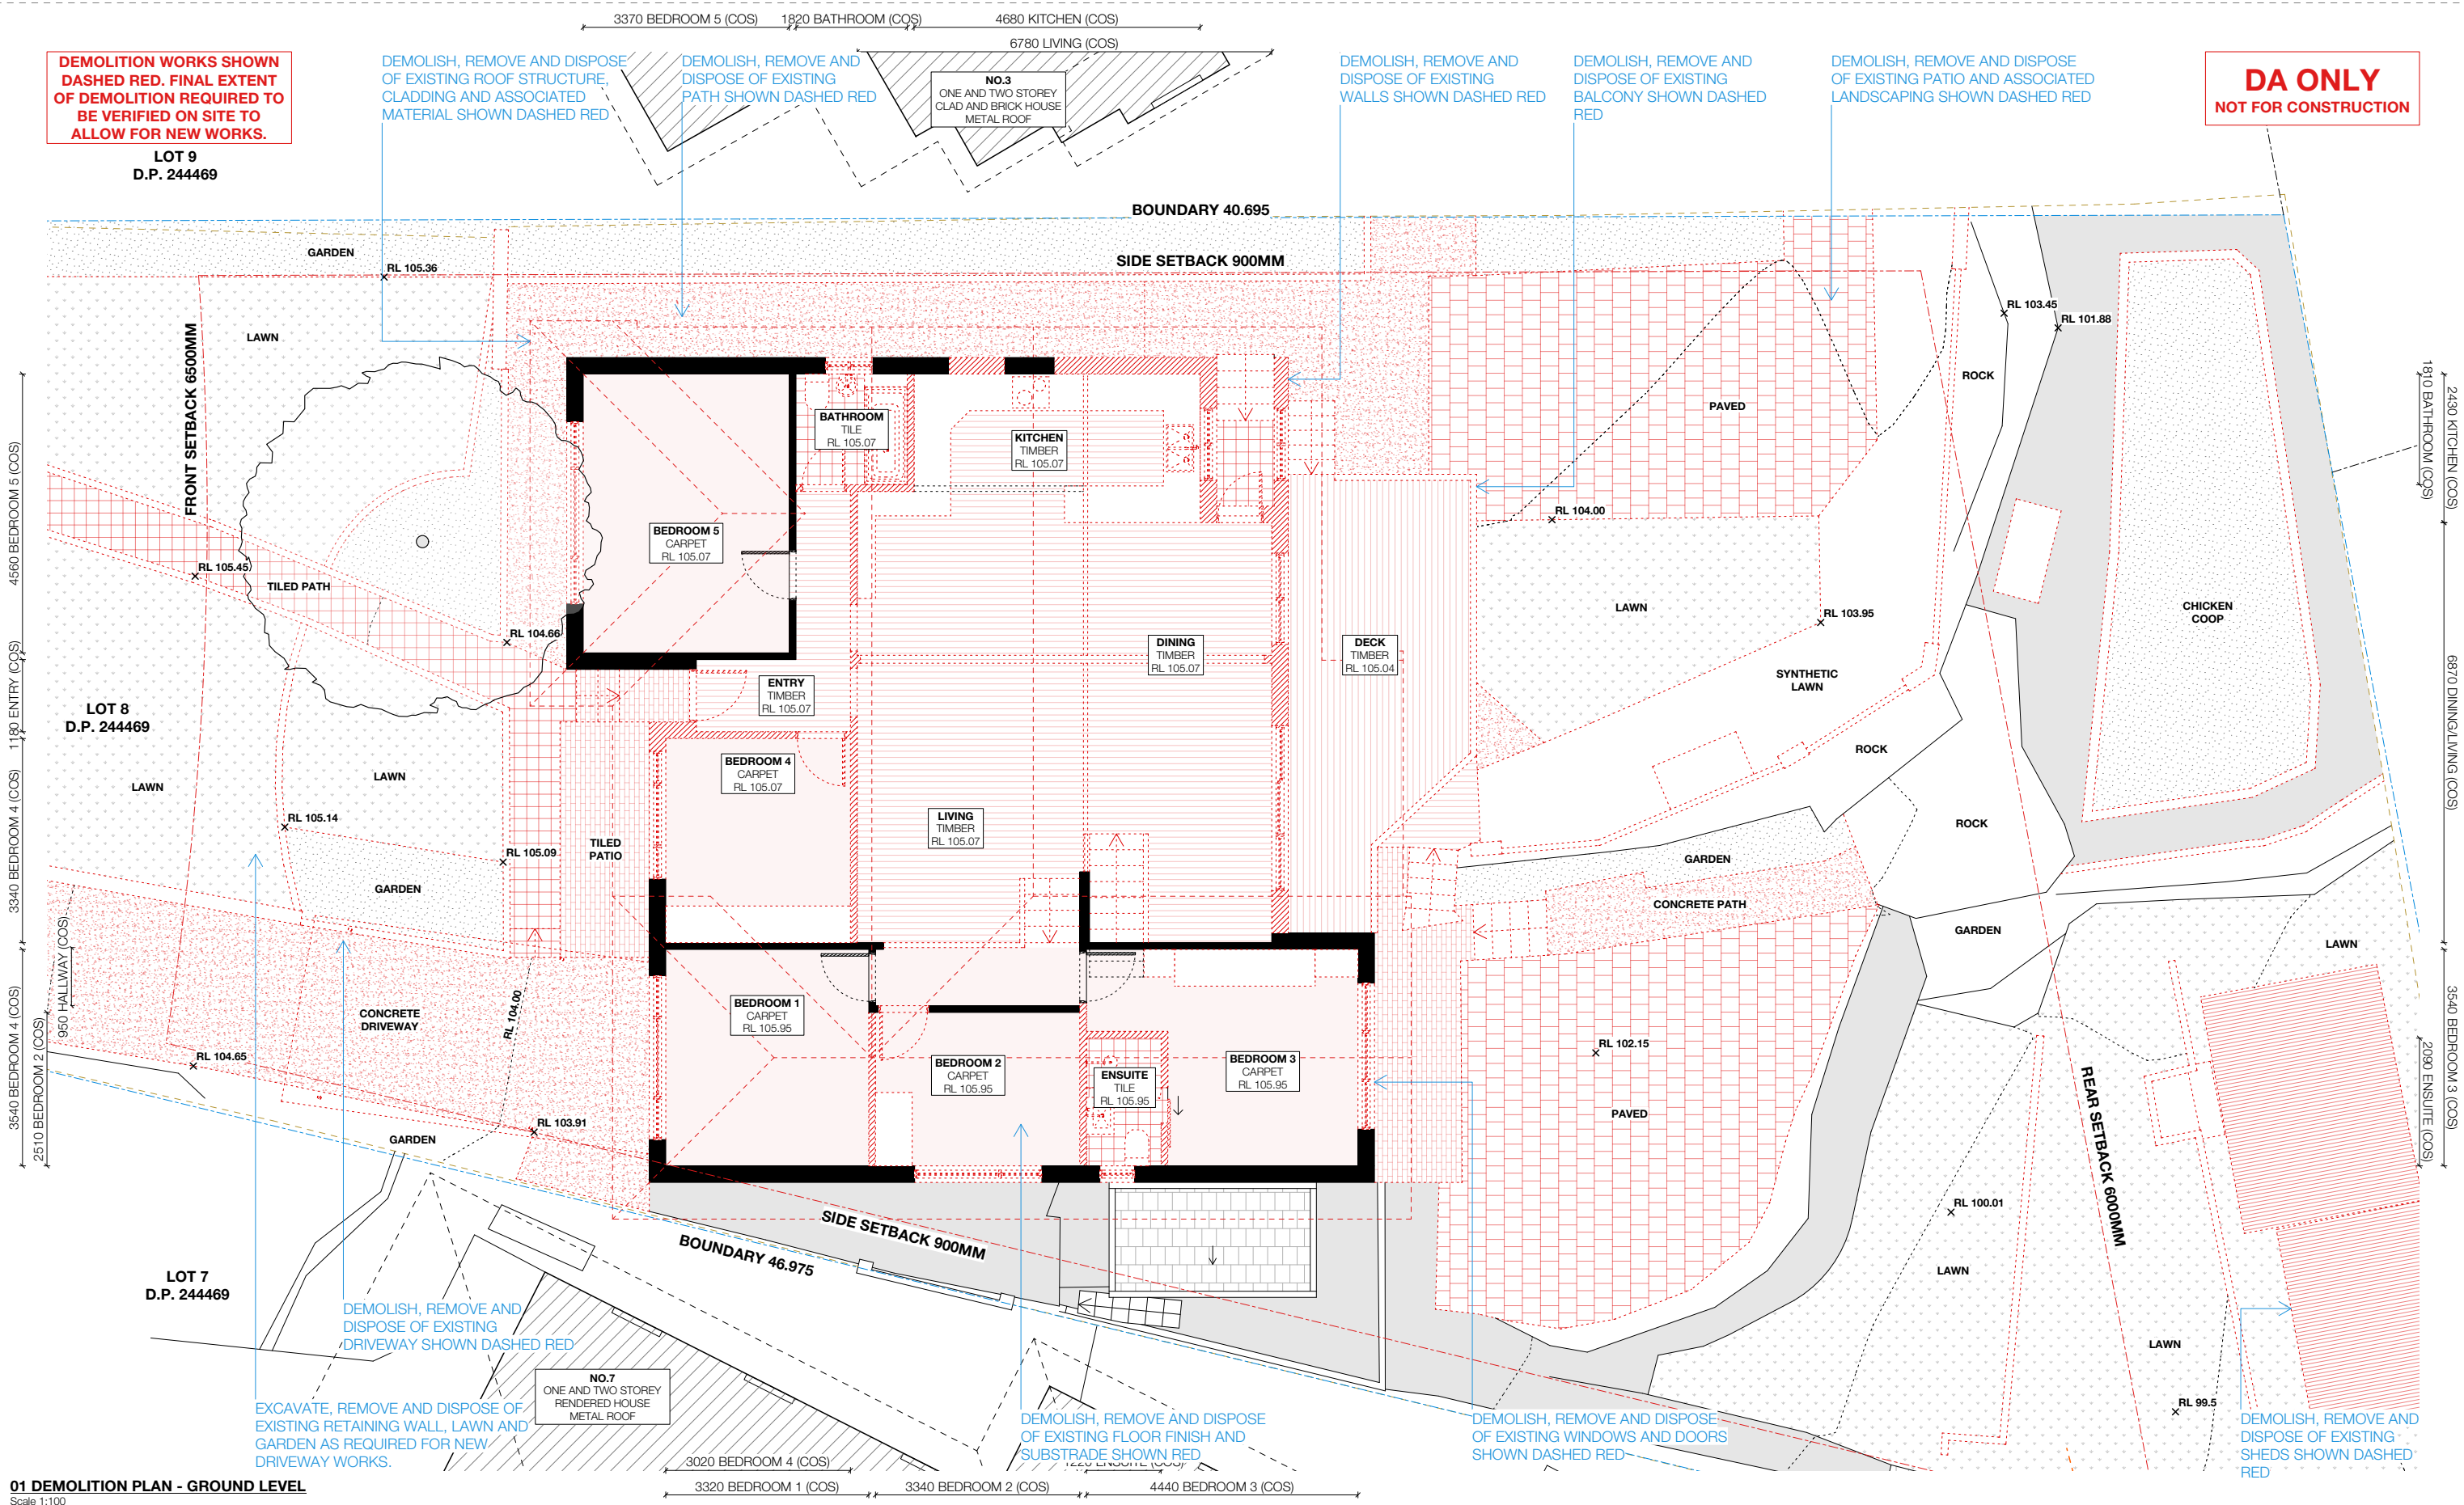 3370 BEDROOM 5 (COS)
1820 BATHROOM (COS)
4680 KITCHEN (COS)
6780 LIVING (COS)
DEMOLITION WORKS SHOWN
DASHED RED. FINAL EXTENT
OF DEMOLITION REQUIRED TO
BE VERIFIED ON SITE TO
ALLOW FOR NEW WORKS.
DEMOLISH, REMOVE AND DISPOSE
OF EXISTING ROOF STRUCTURE,
CLADDING AND ASSOCIATED
MATERIAL SHOWN DASHED RED
DEMOLISH, REMOVE AND
DISPOSE OF EXISTING
PATH SHOWN DASHED RED
NO.3
ONE AND TWO STOREY
CLAD AND BRICK HOUSE
METAL ROOF
DEMOLISH, REMOVE AND
DISPOSE OF EXISTING
WALLS SHOWN DASHED RED
DEMOLISH, REMOVE AND
DISPOSE OF EXISTING
BALCONY SHOWN DASHED
RED
DEMOLISH, REMOVE AND DISPOSE
OF EXISTING PATIO AND ASSOCIATED
LANDSCAPING SHOWN DASHED RED
DA ONLY
NOT FOR CONSTRUCTION
LOT 9
D.P. 244469
BOUNDARY 40.695
GARDEN
SIDE SETBACK 900MM
RL 105.36
FRONT SETBACK 6500MM
LAWN
RL 103.45
RL 101.88
ROCK
PAVED
BATHROOM
TILE
RL 105.07
KITCHEN
TIMBER
RL 105.07
1810 BATHROOM (COS)
2430 KITCHEN (COS)
4560 BEDROOM 5 (COS)
BEDROOM 5
CARPET
RL 105.07
RL 104.00
RL 105.45
TILED PATH
LAWN
CHICKEN
COOP
RL 103.95
RL 104.66
DINING
TIMBER
RL 105.07
DECK
TIMBER
RL 105.04
1180 ENTRY (COS)
ENTRY
TIMBER
RL 105.07
SYNTHETIC
LAWN
6870 DINING/LIVING (COS)
LOT 8
D.P. 244469
ROCK
BEDROOM 4
CARPET
RL 105.07
LAWN
LAWN
3340 BEDROOM 4 (COS)
RL 105.14
LIVING
TIMBER
RL 105.07
ROCK
TILED
PATIO
RL 105.09
GARDEN
GARDEN
CONCRETE PATH
GARDEN
LAWN
950 HALLWAY (COS)
CONCRETE
DRIVEWAY
RL 104.00
BEDROOM 1
CARPET
RL 105.95
3540 BEDROOM 4 (COS)
2510 BEDROOM 2 (COS)
RL 104.65
BEDROOM 2
CARPET
RL 105.95
ENSUITE
TILE
RL 105.95
BEDROOM 3
CARPET
RL 105.95
RL 102.15
PAVED
REAR SETBACK 6000MM
2090 ENSUITE (COS)
3540 BEDROOM 3 (COS)
RL 103.91
GARDEN
RL 100.01
SIDE SETBACK 900MM
BOUNDARY 46.975
LAWN
LOT 7
D.P. 244469
DEMOLISH, REMOVE AND
DISPOSE OF EXISTING
DRIVEWAY SHOWN DASHED RED
LAWN
NO.7
ONE AND TWO STOREY
RENDERED HOUSE
METAL ROOF
RL 99.5
EXCAVATE, REMOVE AND DISPOSE OF
EXISTING RETAINING WALL, LAWN AND
GARDEN AS REQUIRED FOR NEW
DRIVEWAY WORKS.
DEMOLISH, REMOVE AND DISPOSE
OF EXISTING FLOOR FINISH AND
SUBSTRADE SHOWN RED
DEMOLISH, REMOVE AND DISPOSE
OF EXISTING WINDOWS AND DOORS
SHOWN DASHED RED
DEMOLISH, REMOVE AND
DISPOSE OF EXISTING
SHEDS SHOWN DASHED
RED
3020 BEDROOM 4 (COS)
1220 ENSUITE (COS)
3320 BEDROOM 1 (COS)
3340 BEDROOM 2 (COS)
4440 BEDROOM 3 (COS)
01 DEMOLITION PLAN - GROUND LEVEL
Scale 1:100